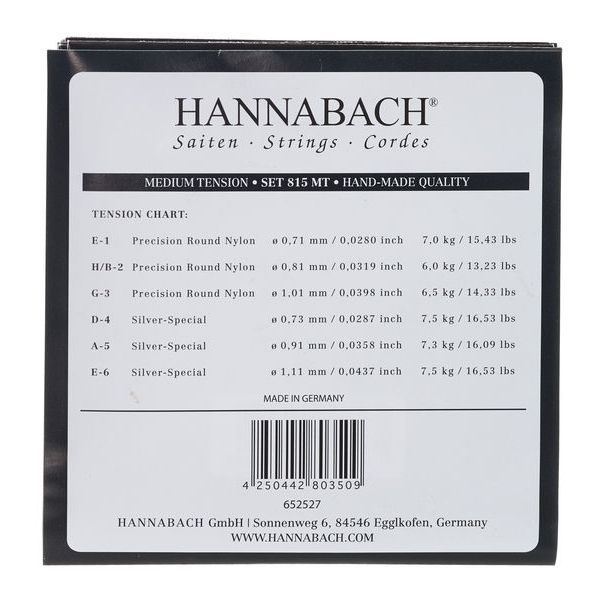 HANNABACH®
Saiten · Strings · Cordes
MEDIUM TENSION • SET 815 MT • HAND-MADE QUALITY
TENSION CHART:
E-1 Precision Round Nylon ø 0,71 mm / 0,0280 inch 7,0 kg / 15,43 lbs
H/B-2 Precision Round Nylon ø 0,81 mm / 0,0319 inch 6,0 kg / 13,23 lbs
G-3 Precision Round Nylon ø 1,01 mm / 0,0398 inch 6,5 kg / 14,33 lbs
D-4 Silver-Special ø 0,73 mm / 0,0287 inch 7,5 kg / 16,53 lbs
A-5 Silver-Special ø 0,91 mm / 0,0358 inch 7,3 kg / 16,09 lbs
E-6 Silver-Special ø 1,11 mm / 0,0437 inch 7,5 kg / 16,53 lbs
MADE IN GERMANY
4 250442 803509
652527
HANNABACH GmbH | Sonnenweg 6, 84546 Egglkofen, Germany
WWW.HANNABACH.COM